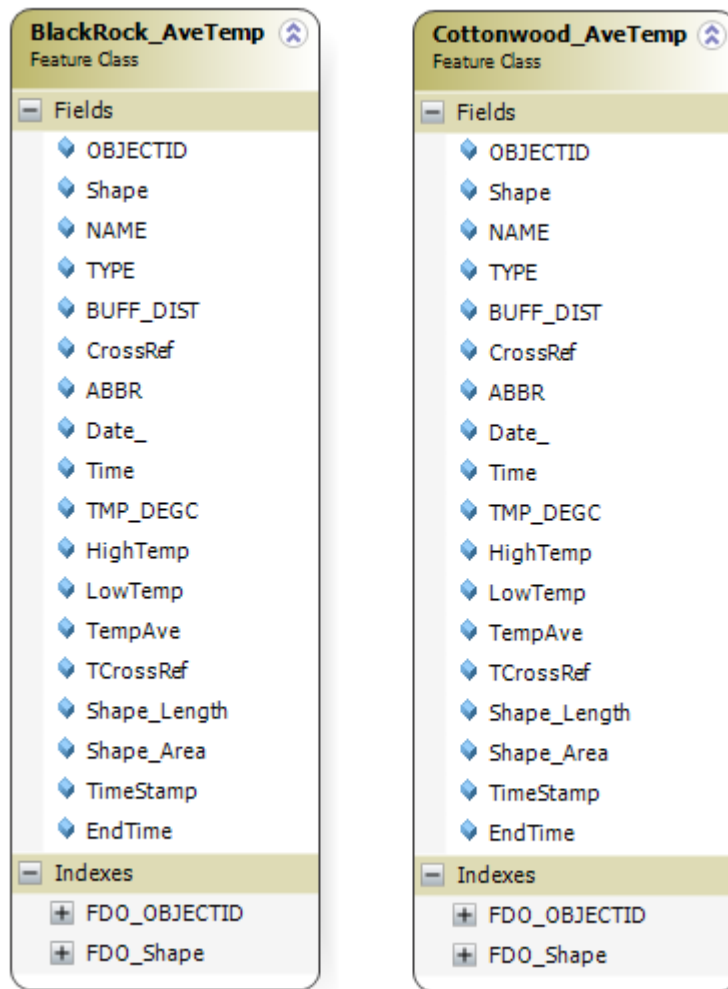 BlackRock_AveTemp
Feature Class
Fields
OBJECTID
Shape
NAME
TYPE
BUFF_DIST
CrossRef
ABBR
Date_
Time
TMP_DEGC
HighTemp
LowTemp
TempAve
TCrossRef
Shape_Length
Shape_Area
TimeStamp
EndTime
Indexes
FDO_OBJECTID
FDO_Shape
Cottonwood_AveTemp
Feature Class
Fields
OBJECTID
Shape
NAME
TYPE
BUFF_DIST
CrossRef
ABBR
Date_
Time
TMP_DEGC
HighTemp
LowTemp
TempAve
TCrossRef
Shape_Length
Shape_Area
TimeStamp
EndTime
Indexes
FDO_OBJECTID
FDO_Shape